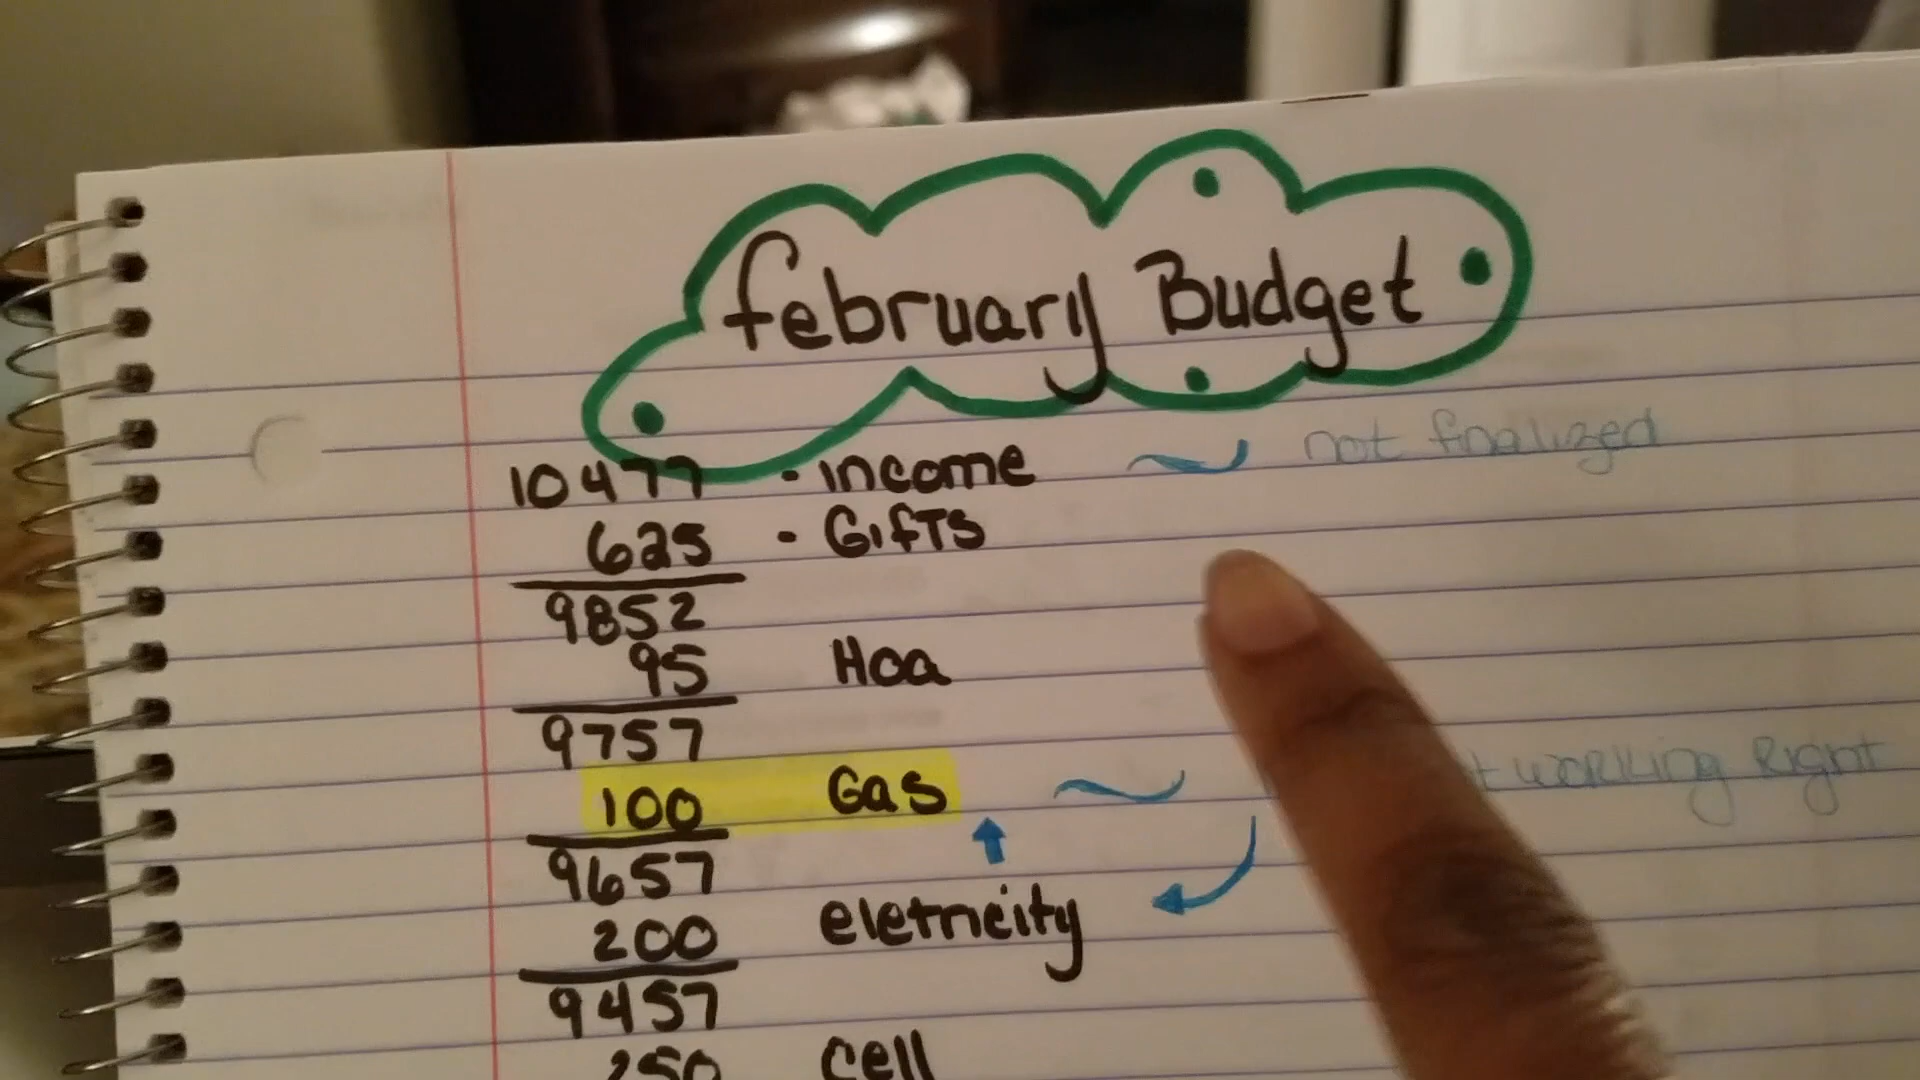 february Budget
10477 - income ~ not finalized
625 - Gifts
9852
95 Hoa
9757
100 Gas ~ working Right
9657
200 eletricity
9457
250 Cell